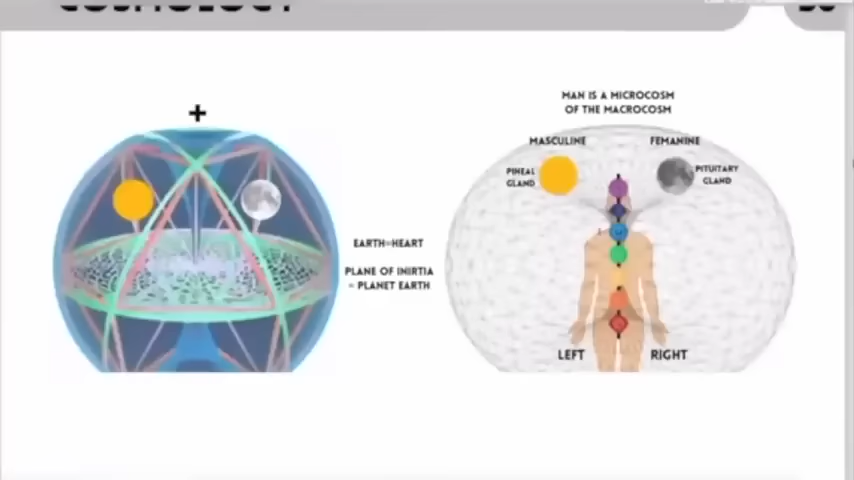 COSMOLOGY
+
MAN IS A MICROCOSM
OF THE MACROCOSM
MASCULINE
FEMANINE
PINEAL
GLAND
PITUITARY
GLAND
EARTH=HEART
PLANE OF INIRTIA
= PLANET EARTH
LEFT
RIGHT